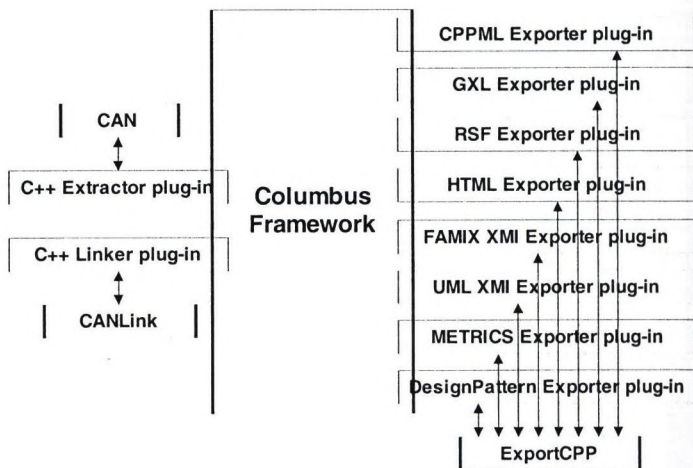 CPPML Exporter plug-in
GXL Exporter plug-in
CAN
RSF Exporter plug-in
C++ Extractor plug-in
Columbus
Framework
HTML Exporter plug-in
C++ Linker plug-in
FAMIX XMI Exporter plug-in
UML XMI Exporter plug-in
CANLink
METRICS Exporter plug-in
DesignPattern Exporter plug-in
ExportCPP